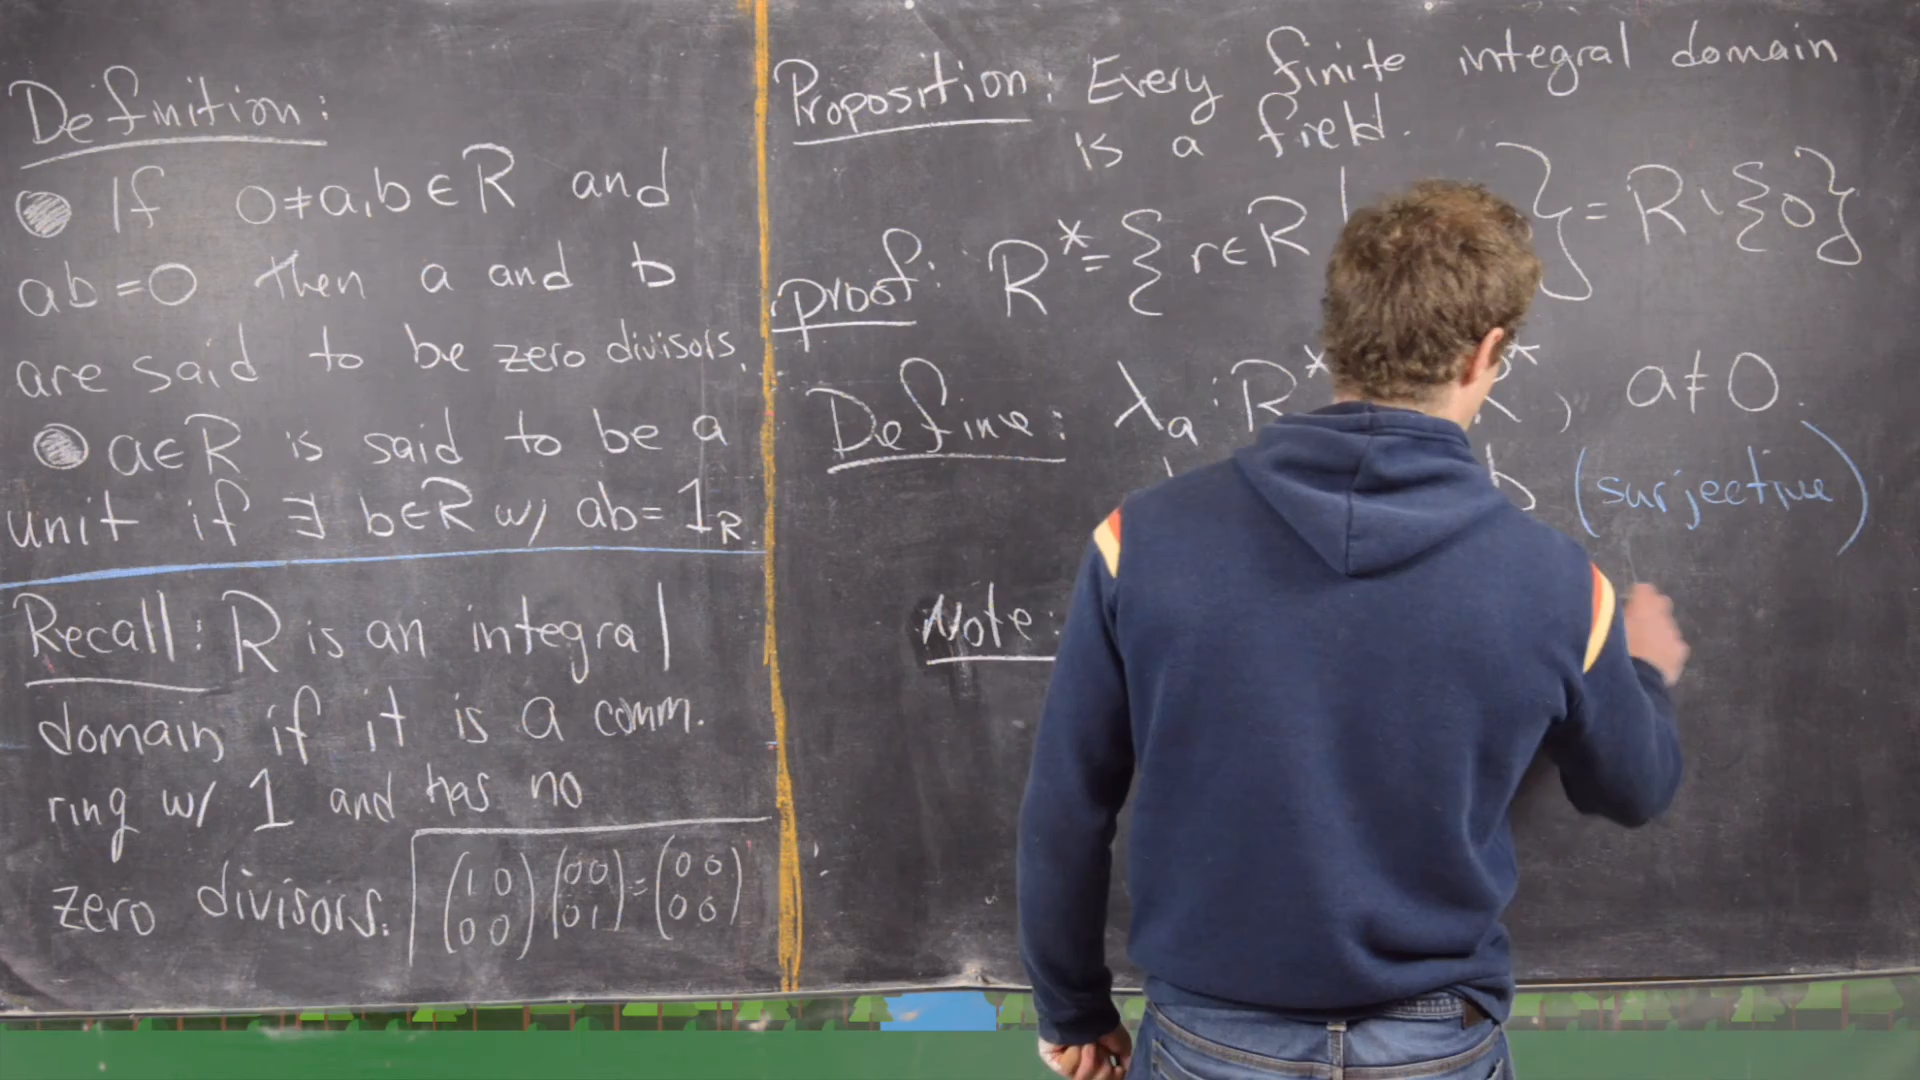 Definition:
If 0≠a,b∈R and
ab=0 then a and b
are said to be zero divisors.
a∈R is said to be a
unit if ∃ b∈R w/ ab=1_R.
Recall: R is an integral
domain if it is a comm.
ring w/ 1 and has no
zero divisors.
(1 0) (0 0) = (0 0)
(0 0) (0 1) (0 0)
Proposition: Every finite integral domain
is a field.
proof: R*={r∈R | }=R\{0}
Define: λ_a:R* R*, a≠0.
b (surjective)
Note: